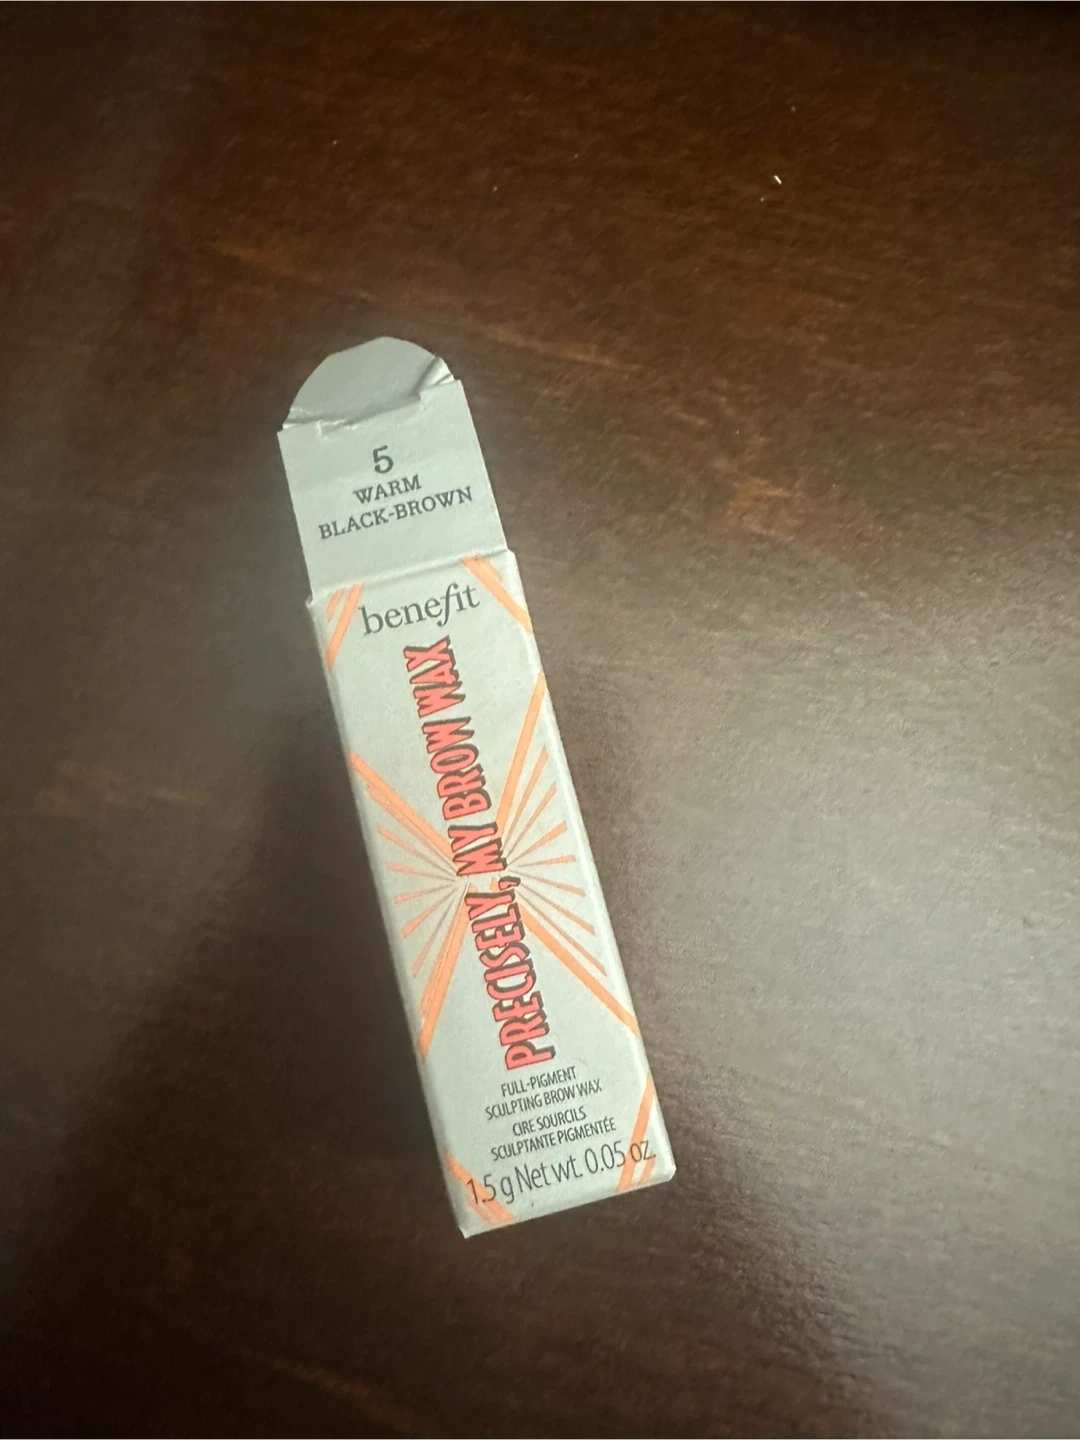 5
WARM
BLACK-BROWN
benefit
PRECISELY, MY BROW WAX
FULL-PIGMENT
SCULPTING BROW WAX
CIRE SOURCILS
SCULPTANTE PIGMENTÉE
1.5 g Net wt. 0.05 oz.